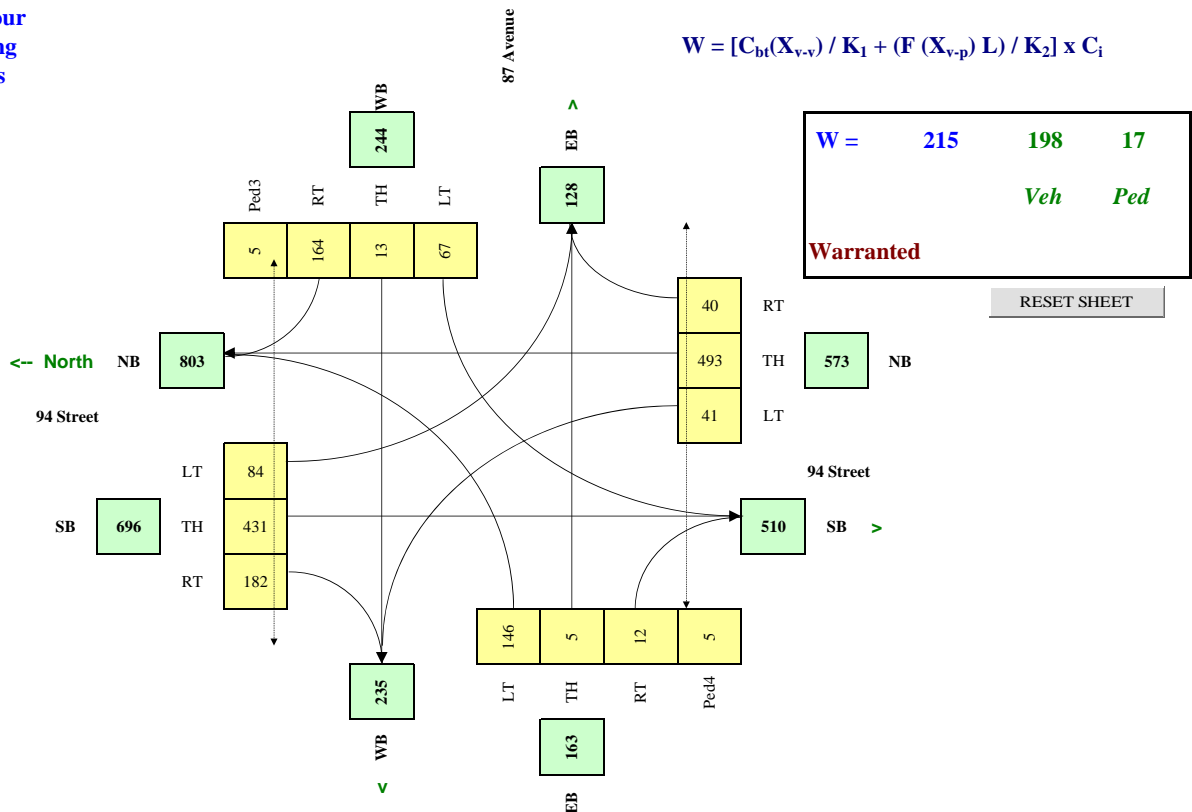 our
ng
s
87 Avenue
W = [Cbt(Xv-v) / K1 + (F (Xv-p) L) / K2] x Ci
W = 215 198 17
Veh Ped
Warranted
RESET SHEET
WB
244
Ped3 RT TH LT
5 164 13 67
^
EB
128
40 RT
493 TH
41 LT
573 NB
<-- North NB 803
94 Street
LT 84
SB 696 TH 431
RT 182
94 Street
510 SB >
146 5 12 5
LT TH RT Ped4
235
WB
v
163
EB